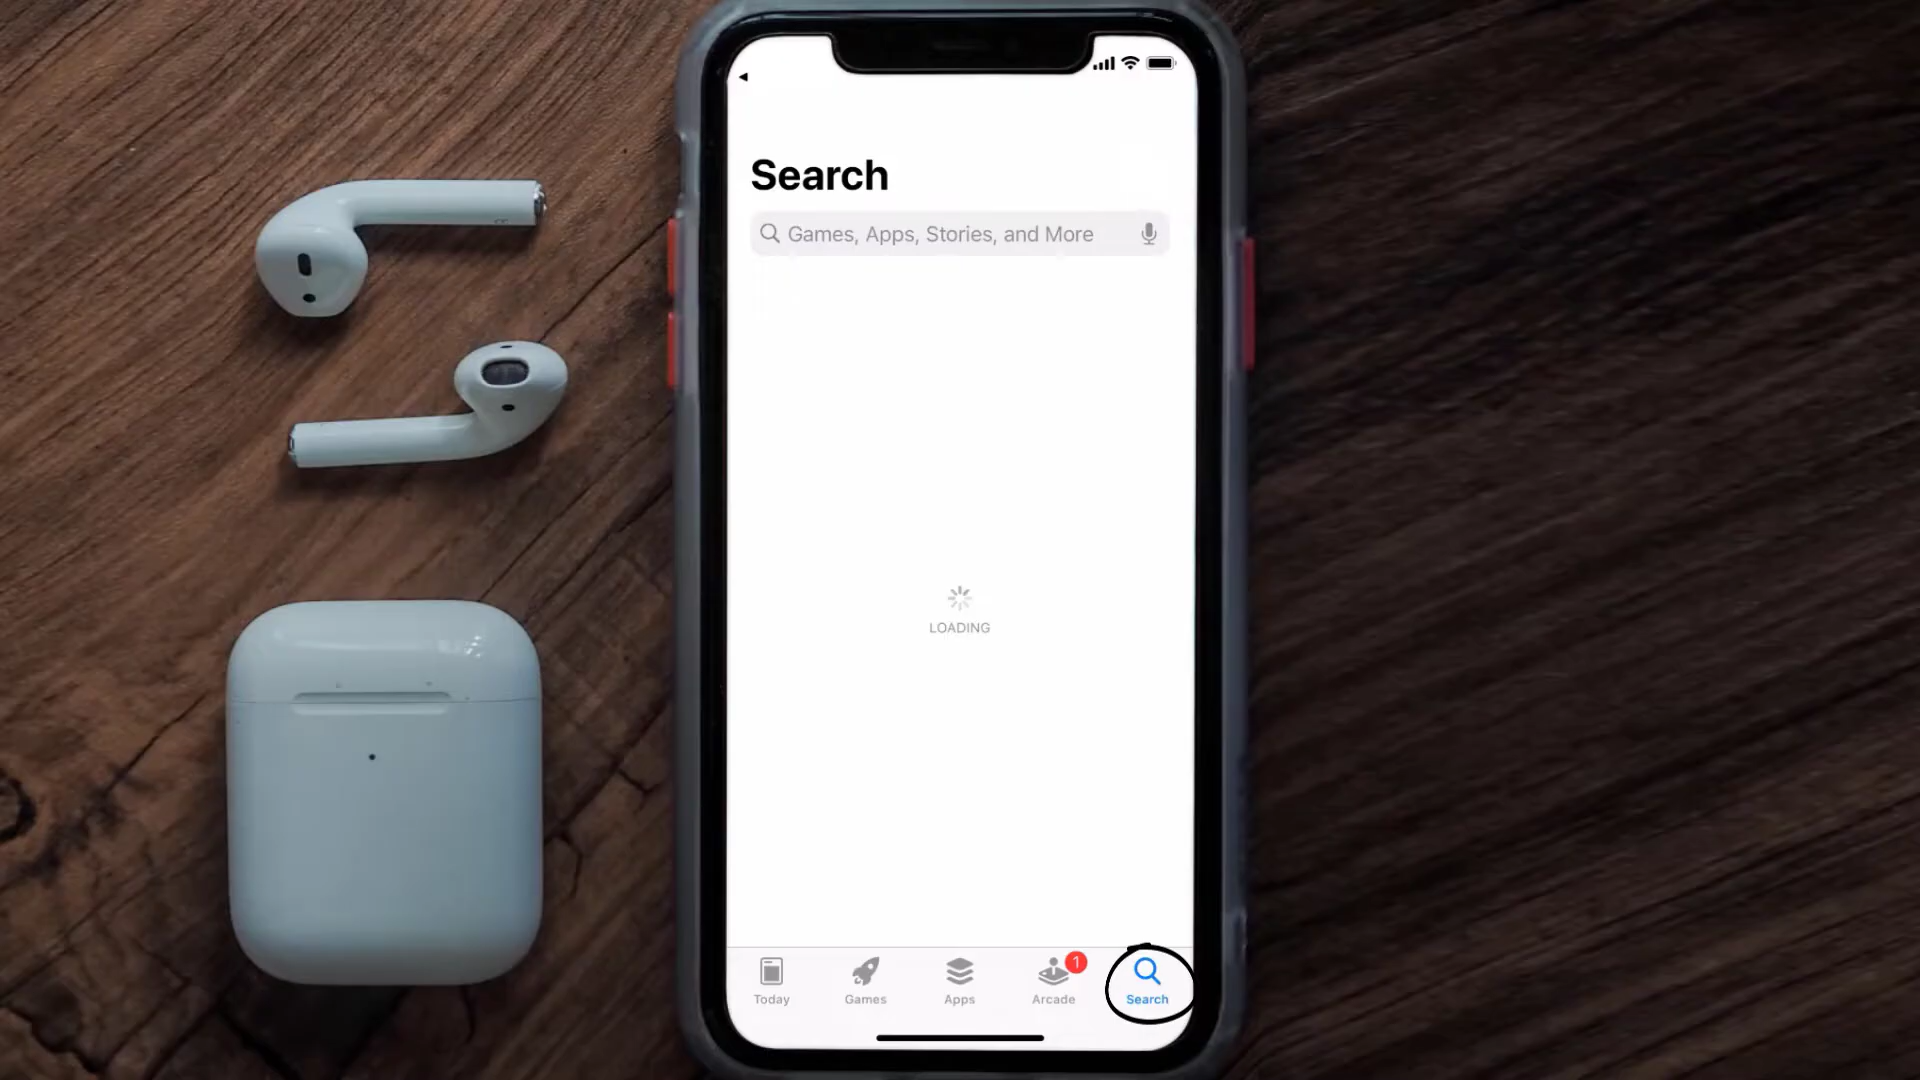 Search
Games, Apps, Stories, and More
LOADING
1
Today
Games
Apps
Arcade
Search